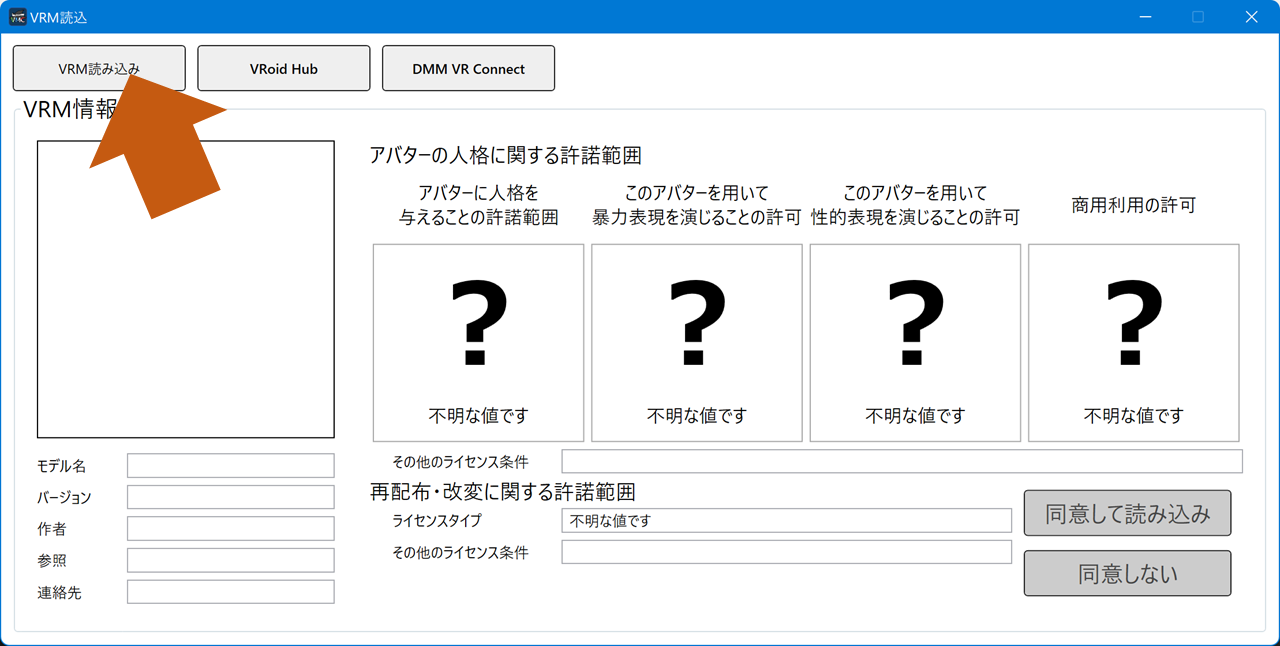 VRM読込
VRM読み込み
VRoid Hub
DMM VR Connect
VRM情報
アバターの人格に関する許諾範囲
アバターに人格を
与えることの許諾範囲
このアバターを用いて
暴力表現を演じることの許可
このアバターを用いて
性的表現を演じることの許可
商用利用の許可
?
不明な値です
?
不明な値です
?
不明な値です
?
不明な値です
モデル名
バージョン
作者
参照
連絡先
その他のライセンス条件
再配布・改変に関する許諾範囲
ライセンスタイプ
不明な値です
その他のライセンス条件
同意して読み込み
同意しない